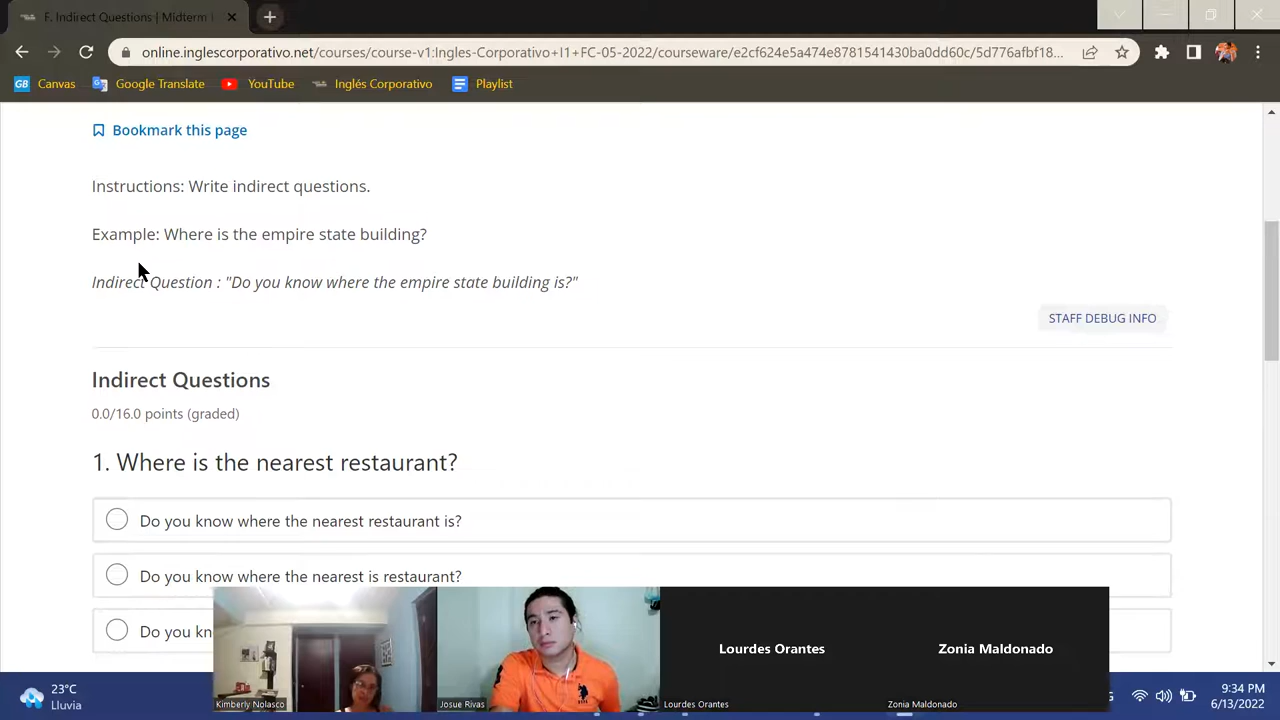 F. Indirect Questions | Midterm
online.inglescorporativo.net/courses/course-v1:Ingles-Corporativo+I1+FC-05-2022/courseware/e2cf624e5a474e8781541430ba0dd60c/5d776afbf18...
Canvas Google Translate YouTube Inglés Corporativo Playlist
Bookmark this page
Instructions: Write indirect questions.
Example: Where is the empire state building?
Indirect Question : "Do you know where the empire state building is?"
STAFF DEBUG INFO
Indirect Questions
0.0/16.0 points (graded)
1. Where is the nearest restaurant?
Do you know where the nearest restaurant is?
Do you know where the nearest is restaurant?
Do you kn
Lourdes Orantes
Zonia Maldonado
Kimberly Nolasco
Josue Rivas
Lourdes Orantes
Zonia Maldonado
23°C
Lluvia
9:34 PM
6/13/2022